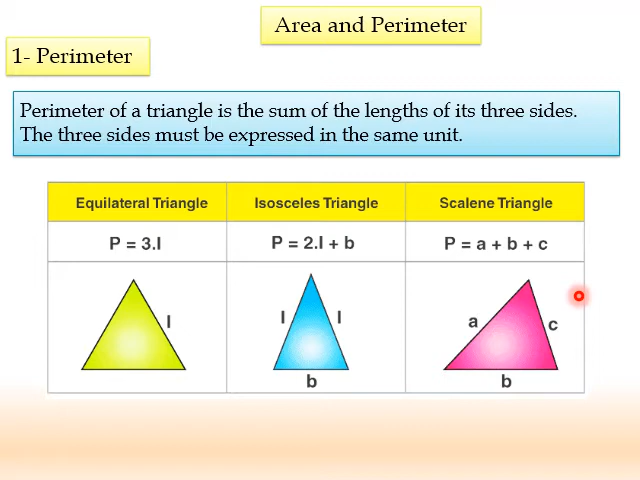 Area and Perimeter
1- Perimeter
Perimeter of a triangle is the sum of the lengths of its three sides.
The three sides must be expressed in the same unit.
Equilateral Triangle Isosceles Triangle Scalene Triangle
P = 3.l P = 2.l + b P = a + b + c
l l l a c
b b